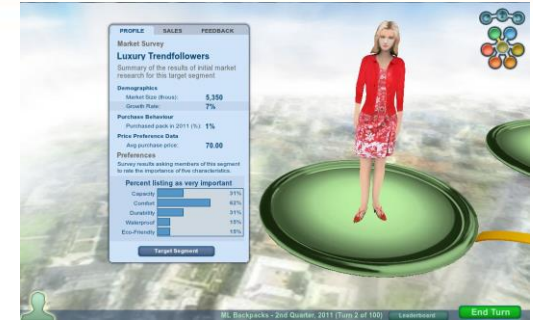 PROFILE SALES FEEDBACK
Market Survey
Luxury Trendfollowers
Summary of the results of initial market
research for this target segment
Demographics
Market Size (thous): 5,350
Growth Rate: 7%
Purchase Behaviour
Purchased pack in 2011 (%) 1%
Price Preference Data
Avg purchase price: 70.00
Preferences
Survey results asking members of this segment
to rate the importance of five characteristics.
Percent listing as very important
Capacity 31%
Comfort 62%
Durability 31%
Waterproof 15%
Eco-Friendly 15%
Target Segment
ML Backpacks - 2nd Quarter, 2011 (Turn 2 of 100) Leaderboard End Turn